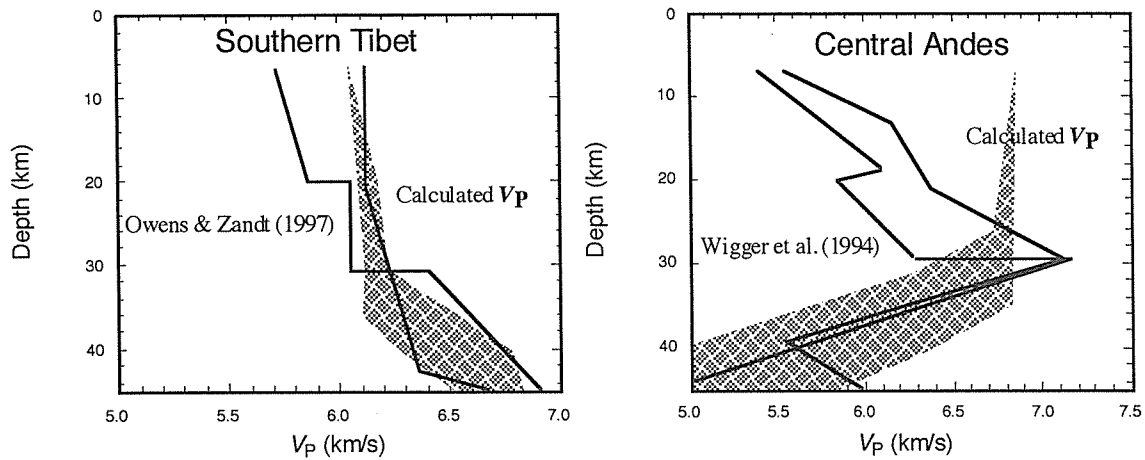 Southern Tibet
0
10
20
30
40
Depth (km)
Calculated VP
Owens & Zandt (1997)
5.0
5.5
6.0
6.5
7.0
VP (km/s)
Central Andes
0
10
20
30
40
Depth (km)
Calculated VP
Wigger et al. (1994)
5.0
5.5
6.0
6.5
7.0
7.5
VP (km/s)